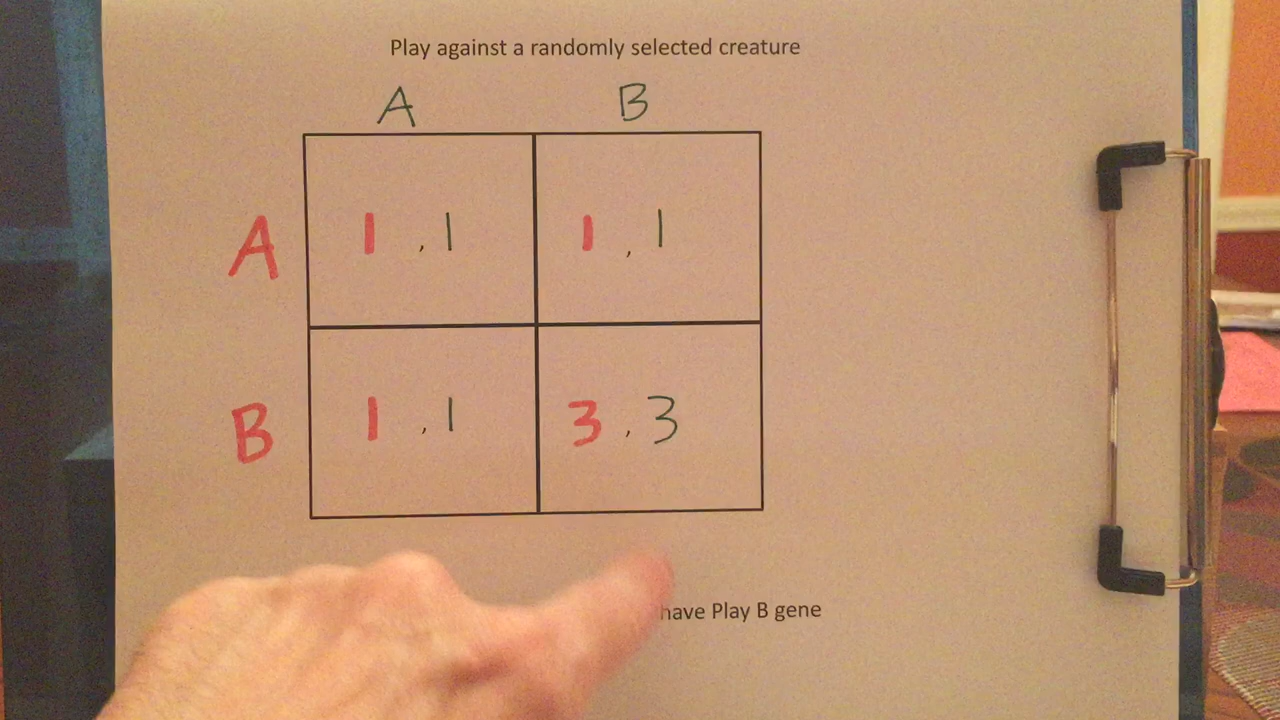 Play against a randomly selected creature
A B
A 1 , 1 1 , 1
B 1 , 1 3 , 3
have Play B gene